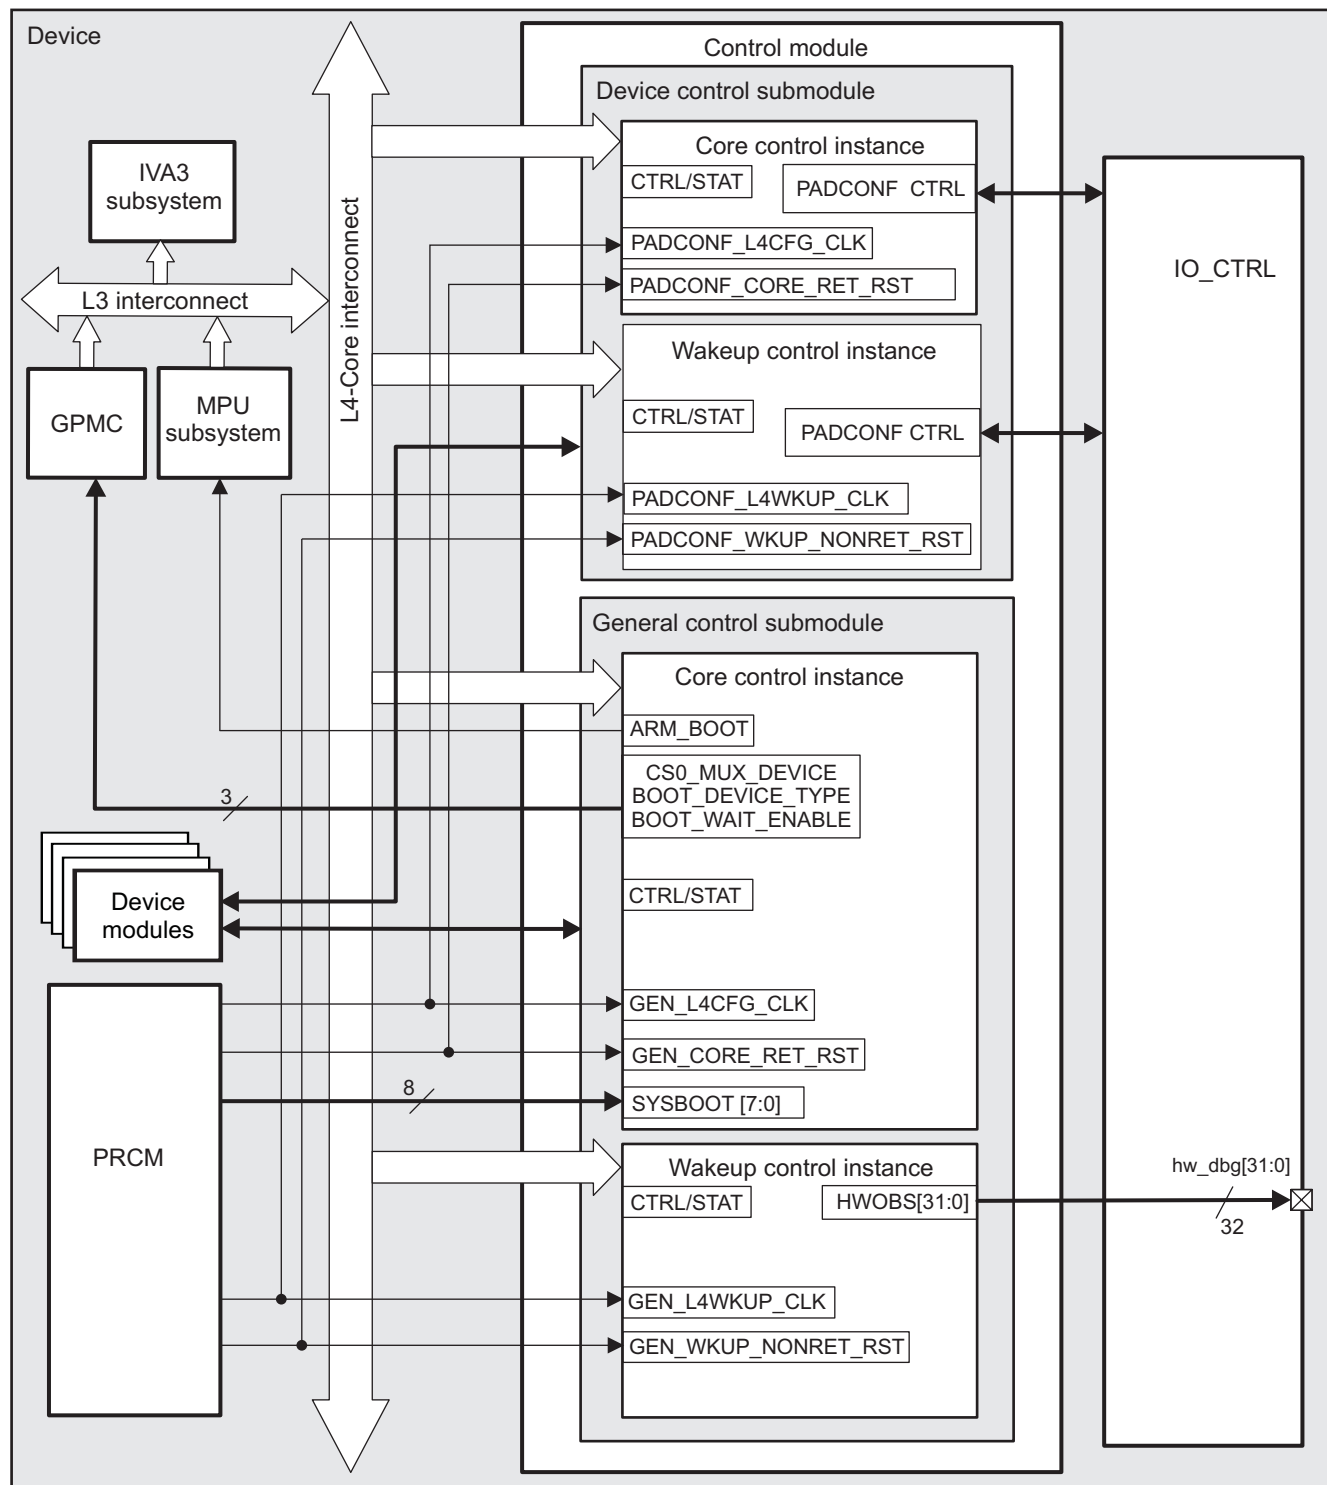 Device
Control module
Device control submodule
Core control instance
CTRL/STAT
PADCONF CTRL
PADCONF_L4CFG_CLK
PADCONF_CORE_RET_RST
Wakeup control instance
CTRL/STAT
PADCONF CTRL
PADCONF_L4WKUP_CLK
PADCONF_WKUP_NONRET_RST
IVA3
subsystem
L3 interconnect
GPMC
MPU
subsystem
L4-Core interconnect
IO_CTRL
General control submodule
Core control instance
ARM_BOOT
CS0_MUX_DEVICE
BOOT_DEVICE_TYPE
BOOT_WAIT_ENABLE
3
CTRL/STAT
Device
modules
GEN_L4CFG_CLK
GEN_CORE_RET_RST
8
SYSBOOT [7:0]
PRCM
Wakeup control instance
CTRL/STAT
HWOBS[31:0]
hw_dbg[31:0]
32
GEN_L4WKUP_CLK
GEN_WKUP_NONRET_RST